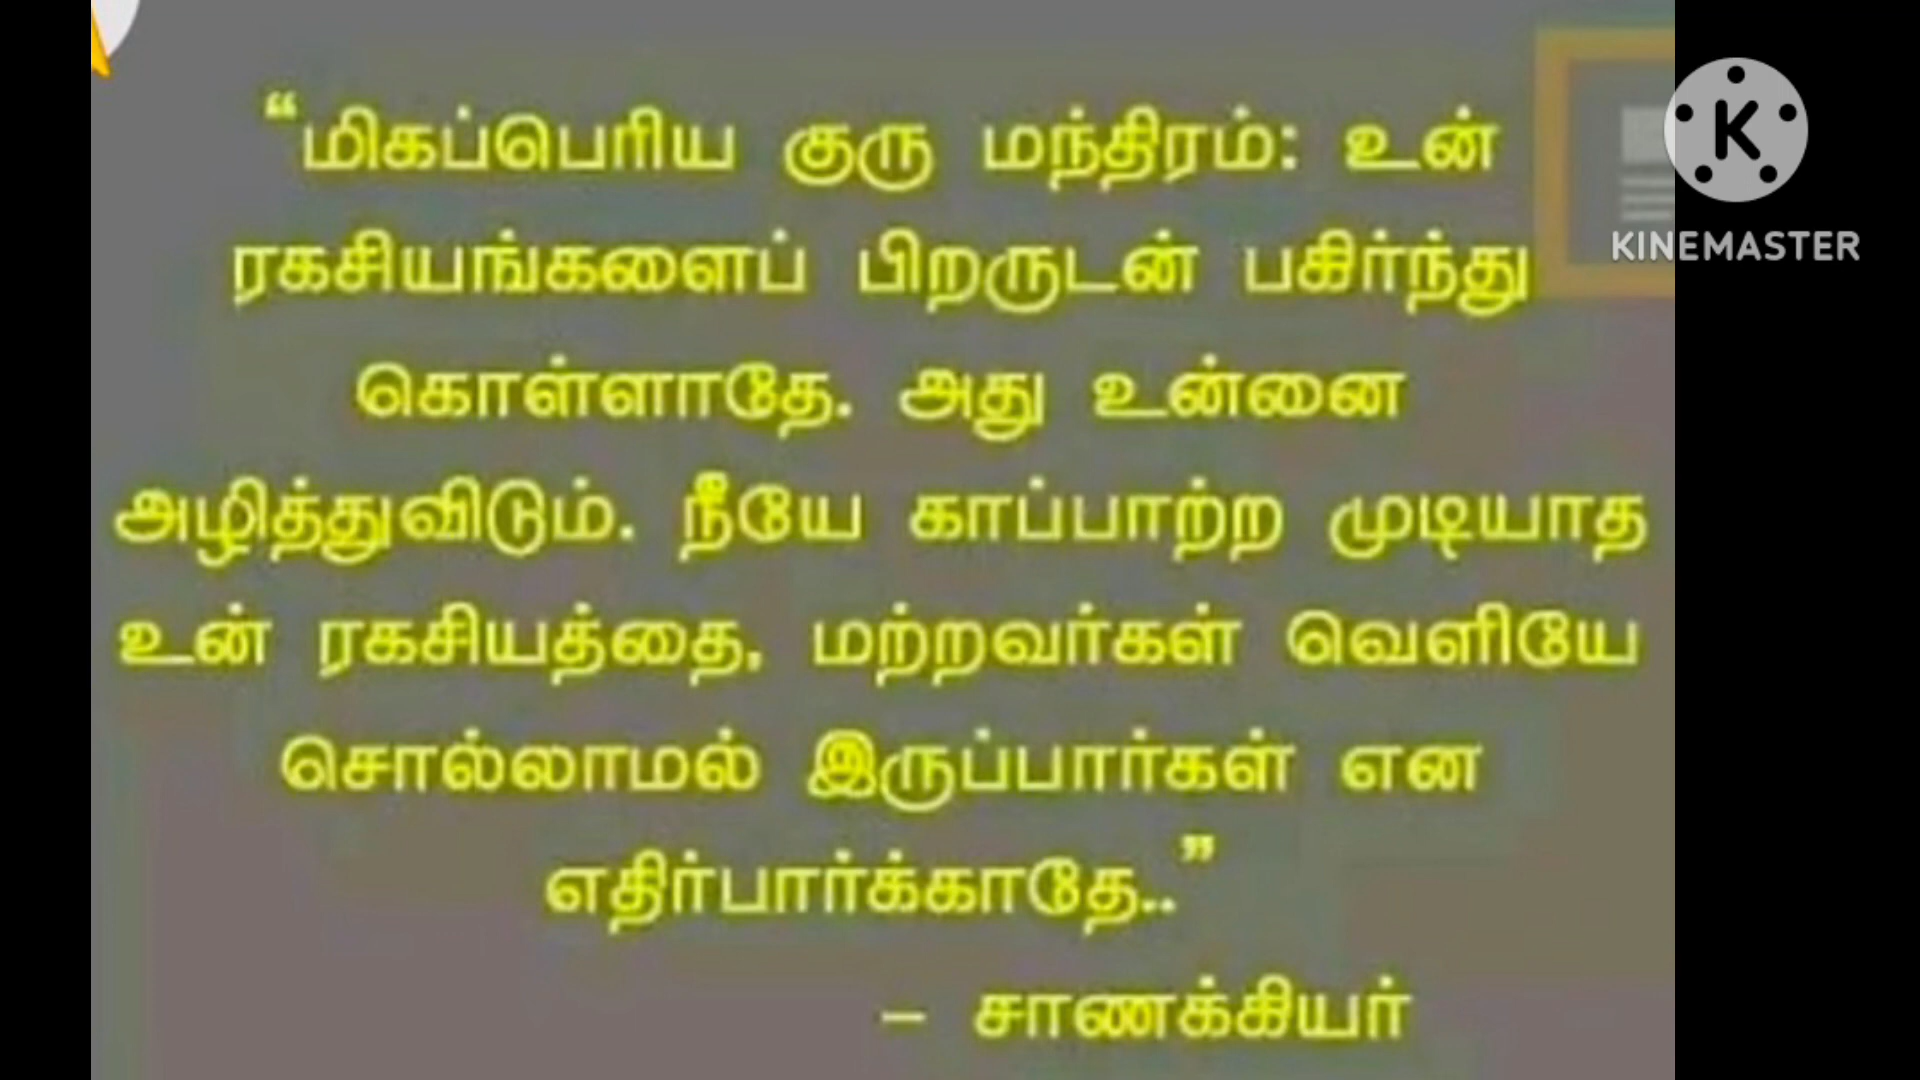 “மிகப்பெரிய குரு மந்திரம்: உன்
ரகசியங்களைப் பிறருடன் பகிர்ந்து
கொள்ளாதே. அது உன்னை
அழித்துவிடும். நீயே காப்பாற்ற முடியாத
உன் ரகசியத்தை, மற்றவர்கள் வெளியே
சொல்லாமல் இருப்பார்கள் என
எதிர்பார்க்காதே..”
– சாணக்கியர்
K
KINEMASTER